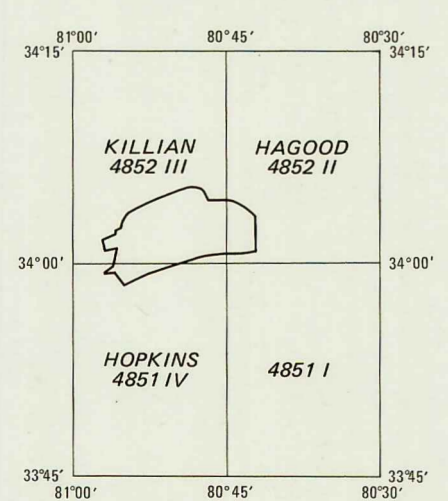 81°00' 80°45' 80°30'
34°15' 34°15'
KILLIAN HAGOOD
4852 III 4852 II
34°00' 34°00'
HOPKINS
4851 IV 4851 I
33°45' 33°45'
81°00' 80°45' 80°30'